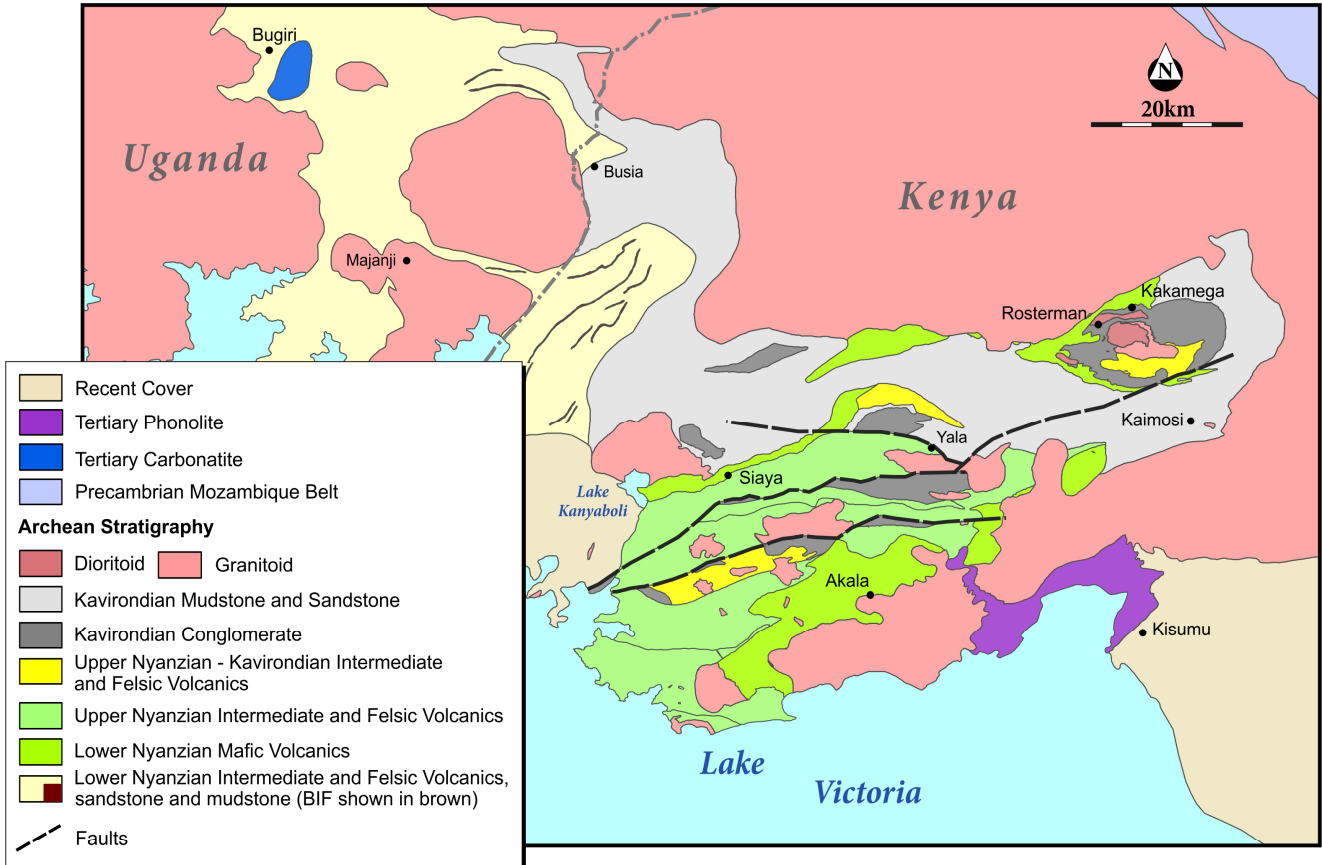 Bugiri
N
20km
Uganda
Busia
Kenya
Majanji
Kakamega
Rosterman
Recent Cover
Tertiary Phonolite
Tertiary Carbonatite
Precambrian Mozambique Belt
Archean Stratigraphy
Dioritoid
Granitoid
Kavirondian Mudstone and Sandstone
Kavirondian Conglomerate
Upper Nyanzian - Kavirondian Intermediate
and Felsic Volcanics
Upper Nyanzian Intermediate and Felsic Volcanics
Lower Nyanzian Mafic Volcanics
Lower Nyanzian Intermediate and Felsic Volcanics,
sandstone and mudstone (BIF shown in brown)
Faults
Kaimosi
Yala
Siaya
Lake
Kanyaboli
Akala
Kisumu
Lake
Victoria